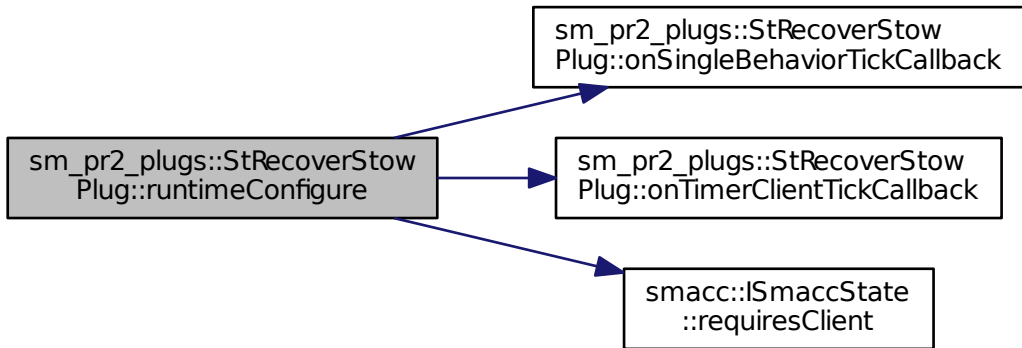 sm_pr2_plugs::StRecoverStow
Plug::runtimeConfigure
sm_pr2_plugs::StRecoverStow
Plug::onSingleBehaviorTickCallback
sm_pr2_plugs::StRecoverStow
Plug::onTimerClientTickCallback
smacc::ISmaccState
::requiresClient